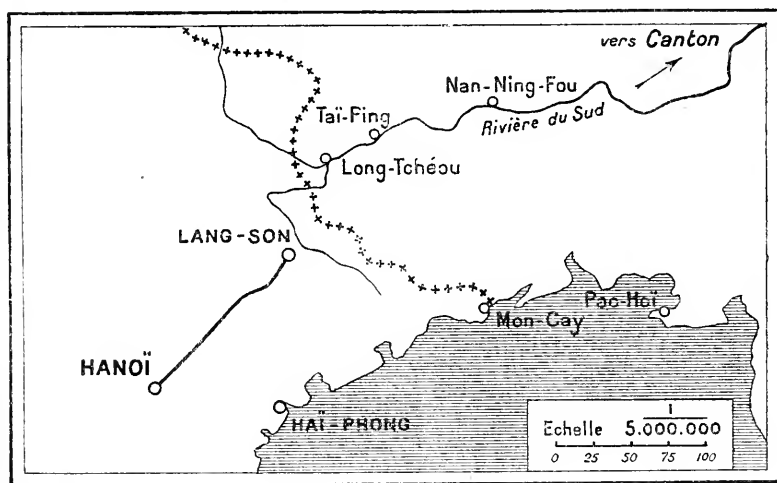 vers Canton
Nan-Ning-Fou
Rivière du Sud
Taï-Ping
Long-Tchéou
LANG-SON
Pac-Hoï
Mon-Cay
HANOÏ
HAÏ-PHONG
1
Echelle 5.000.000
0 25 50 75 100